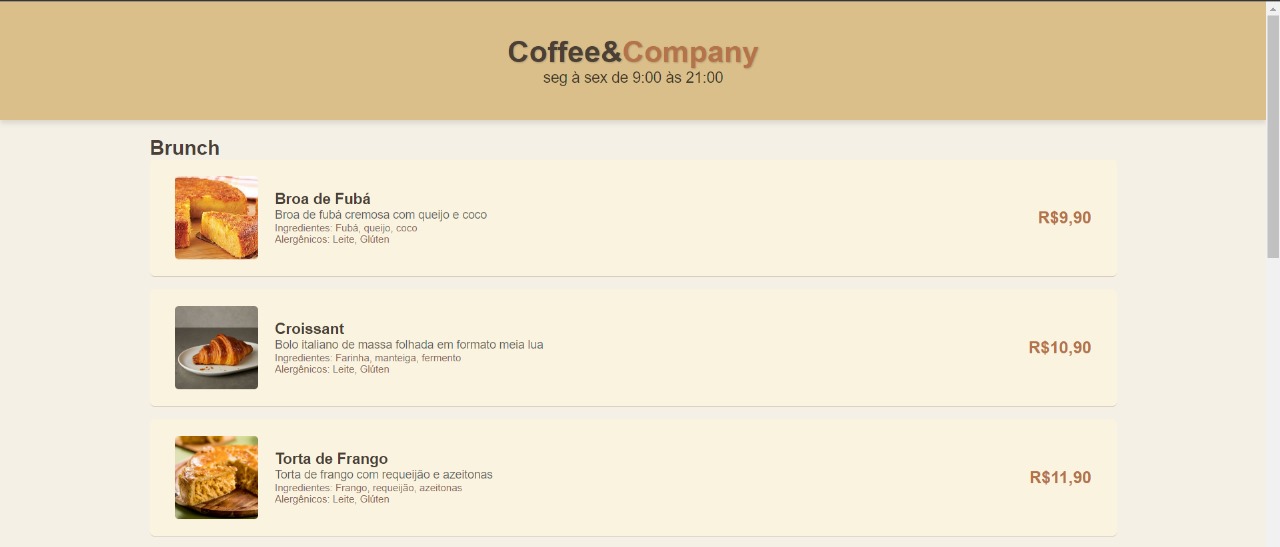 Coffee&Company
seg à sex de 9:00 às 21:00
Brunch
Broa de Fubá
Broa de fubá cremosa com queijo e coco
Ingredientes: Fubá, queijo, coco
Alergênicos: Leite, Glúten
R$9,90
Croissant
Bolo italiano de massa folhada em formato meia lua
Ingredientes: Farinha, manteiga, fermento
Alergênicos: Leite, Glúten
R$10,90
Torta de Frango
Torta de frango com requeijão e azeitonas
Ingredientes: Frango, requeijão, azeitonas
Alergênicos: Leite, Glúten
R$11,90